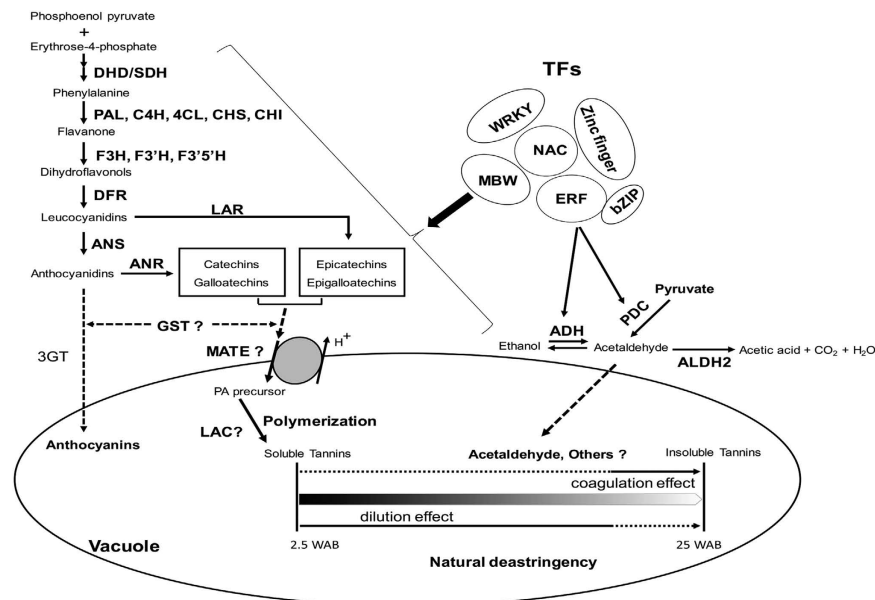 Phosphoenol pyruvate
+
Erythrose-4-phosphate
DHD/SDH
Phenylalanine
PAL, C4H, 4CL, CHS, CHI
Flavanone
F3H, F3'H, F3'5'H
Dihydroflavonols
DFR
Leucocyanidins
LAR
ANS
Anthocyanidins
ANR
Catechins
Galloatechins
Epicatechins
Epigalloatechins
GST ?
3GT
MATE ?
H+
PA precursor
LAC?
Polymerization
Anthocyanins
TFs
WRKY
Zinc finger
NAC
MBW
ERF
bZIP
Pyruvate
PDC
ADH
Ethanol
Acetaldehyde
ALDH2
Acetic acid + CO2 + H2O
Soluble Tannins
Acetaldehyde, Others ?
Insoluble Tannins
coagulation effect
dilution effect
2.5 WAB
25 WAB
Vacuole
Natural deastringency